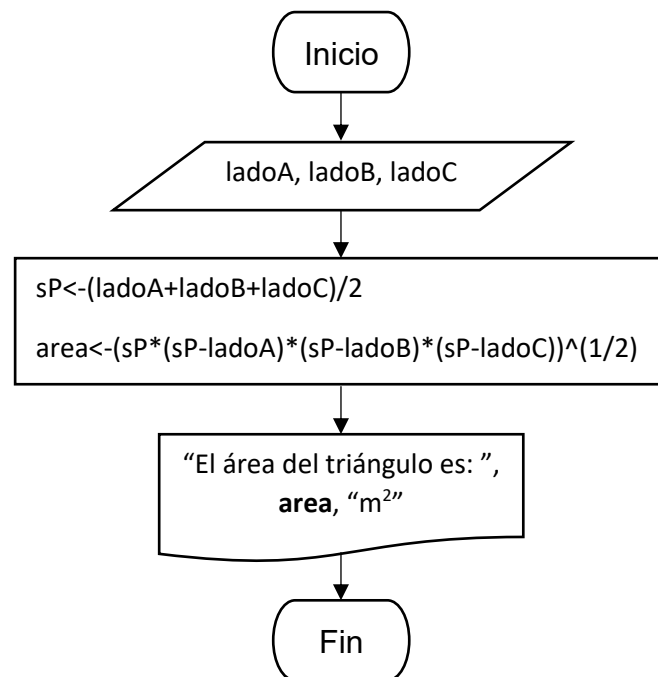 Inicio
ladoA, ladoB, ladoC
sP<-(ladoA+ladoB+ladoC)/2
area<-(sP*(sP-ladoA)*(sP-ladoB)*(sP-ladoC))^(1/2)
“El área del triángulo es: ”,
area, “m²”
Fin